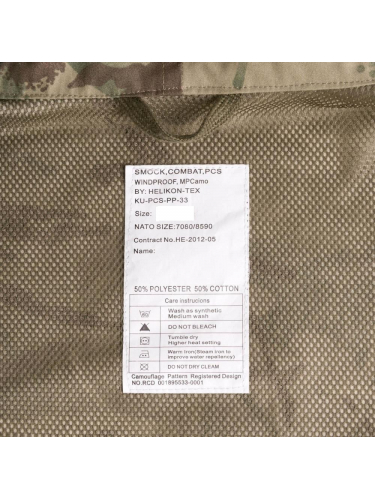 SMOCK,COMBAT,PCS
WINDPROOF, MPCamo
BY: HELIKON-TEX
KU-PCS-PP-33
Size:
NATO SIZE:7080/8590
Contract No.HE-2012-05
Name:
50% POLYESTER 50% COTTON
Care instucions
Wash as synthetic
Medium wash
DO NOT BLEACH
Tumble dry
Higher heat setting
Warm iron(Steam iron to
improve water repellency)
DO NOT DRY CLEAM
Camouflage Pattern Registered Design
NO.RCD 001895533-0001